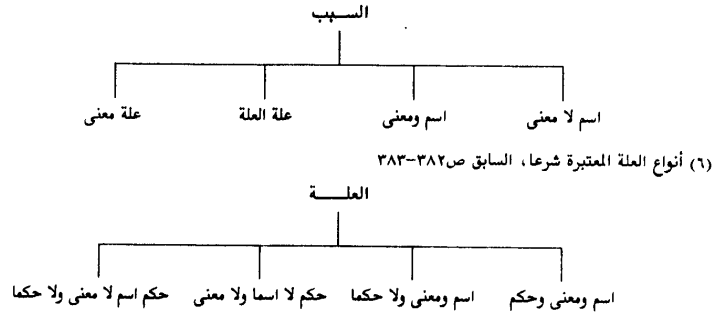 السبب
اسم لا معنى اسم ومعنى علة العلة علة معنى
(٦) أنواع العلة المعتبرة شرعا، السابق ص٣٨٢-٣٨٣
العلة
اسم ومعنى وحكم اسم ومعنى ولا حكما حكم لا اسما ولا معنى حكم اسم لا معنى ولا حكما